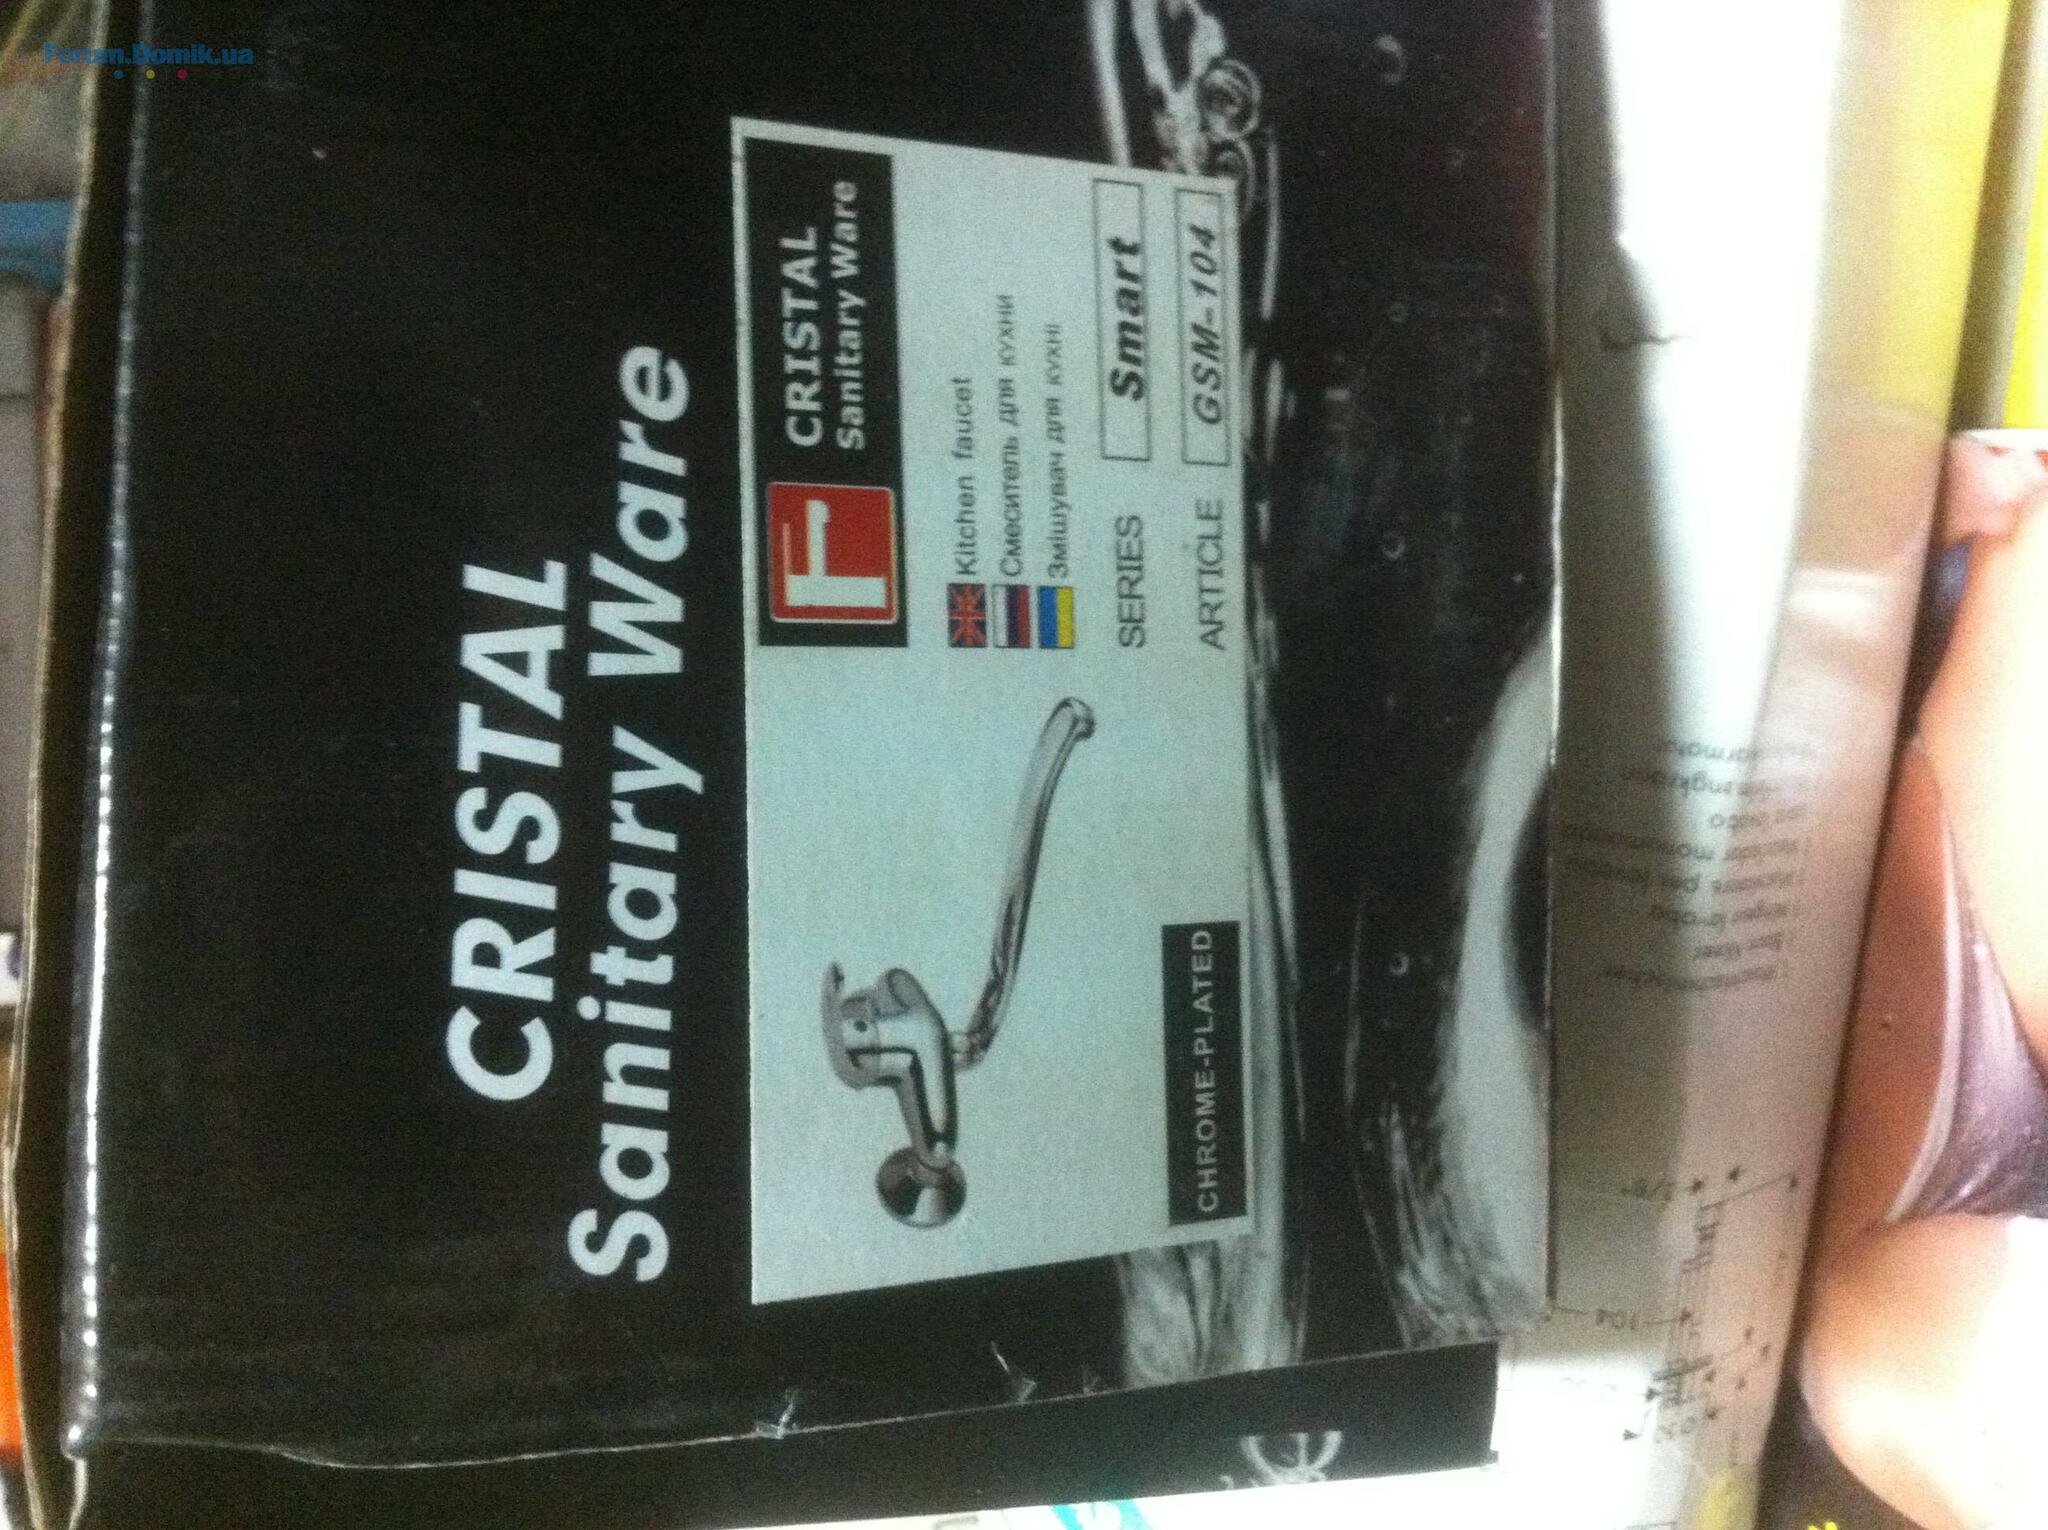 Forum.Domik.ua
CRISTAL
Sanitary Ware
CRISTAL
Sanitary Ware
Kitchen faucet
Смеситель для кухни
Змішувач для кухні
SERIES Smart
ARTICLE GSM-104
CHROME-PLATED
104